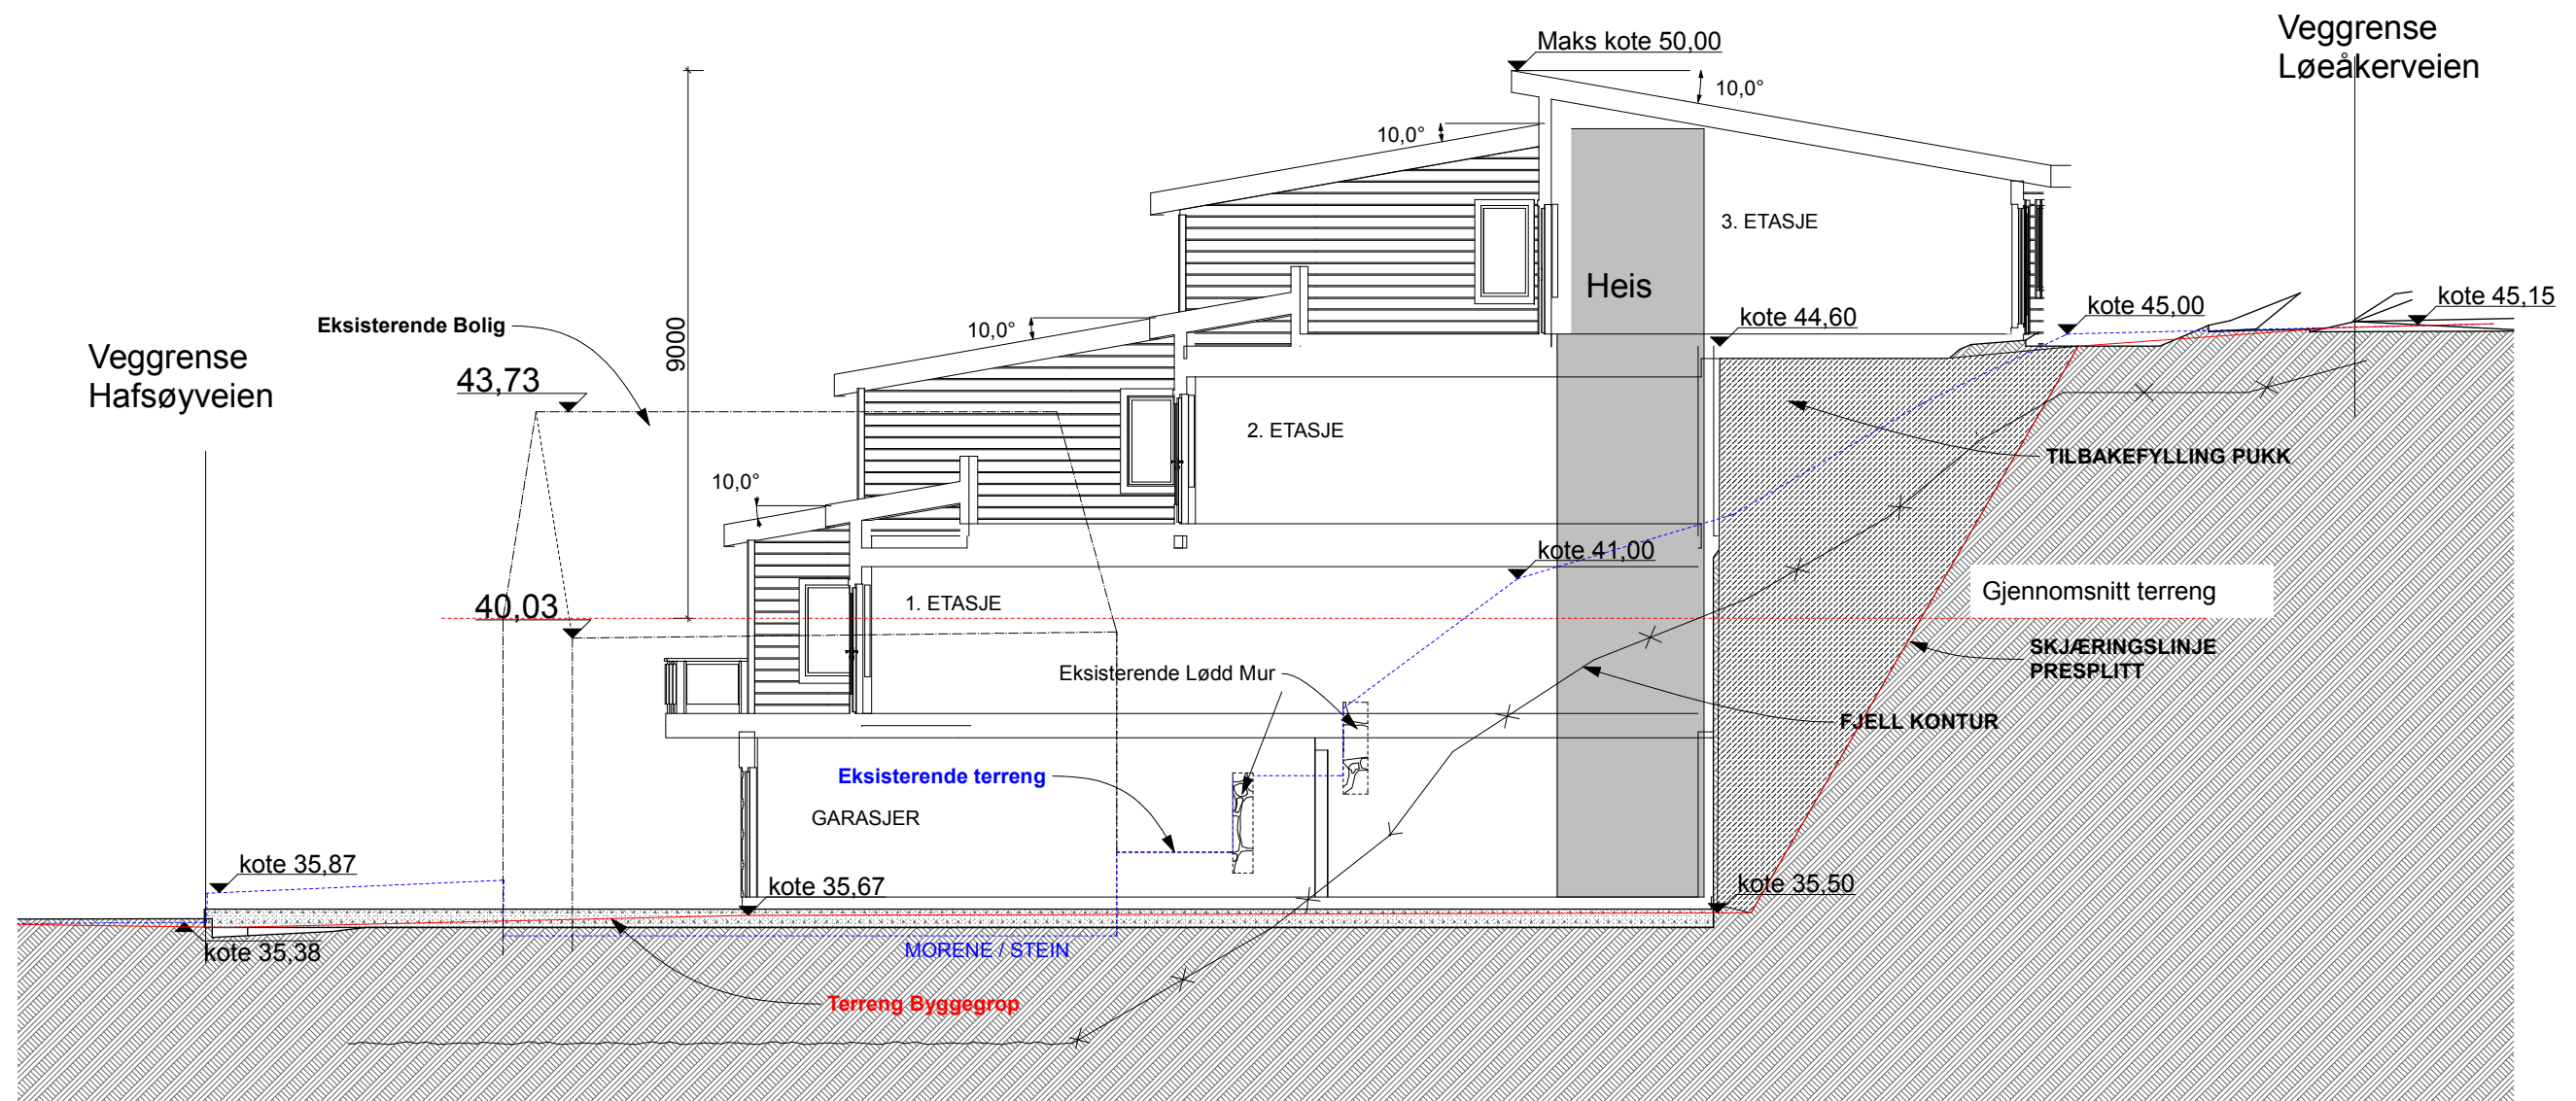 Veggrense
Løeåkerveien
Maks kote 50,00
10,0°
10,0°
3. ETASJE
Heis
kote 45,15
kote 45,00
kote 44,60
Eksisterende Bolig
10,0°
9000
Veggrense
Hafsøyveien
43,73
2. ETASJE
TILBAKEFYLLING PUKK
10,0°
kote 41,00
Gjennomsnitt terreng
40,03
1. ETASJE
SKJÆRINGSLINJE
PRESPLITT
Eksisterende Lødd Mur
FJELL KONTUR
Eksisterende terreng
GARASJER
kote 35,87
kote 35,67
kote 35,50
kote 35,38
MORENE / STEIN
Terreng Byggegrop